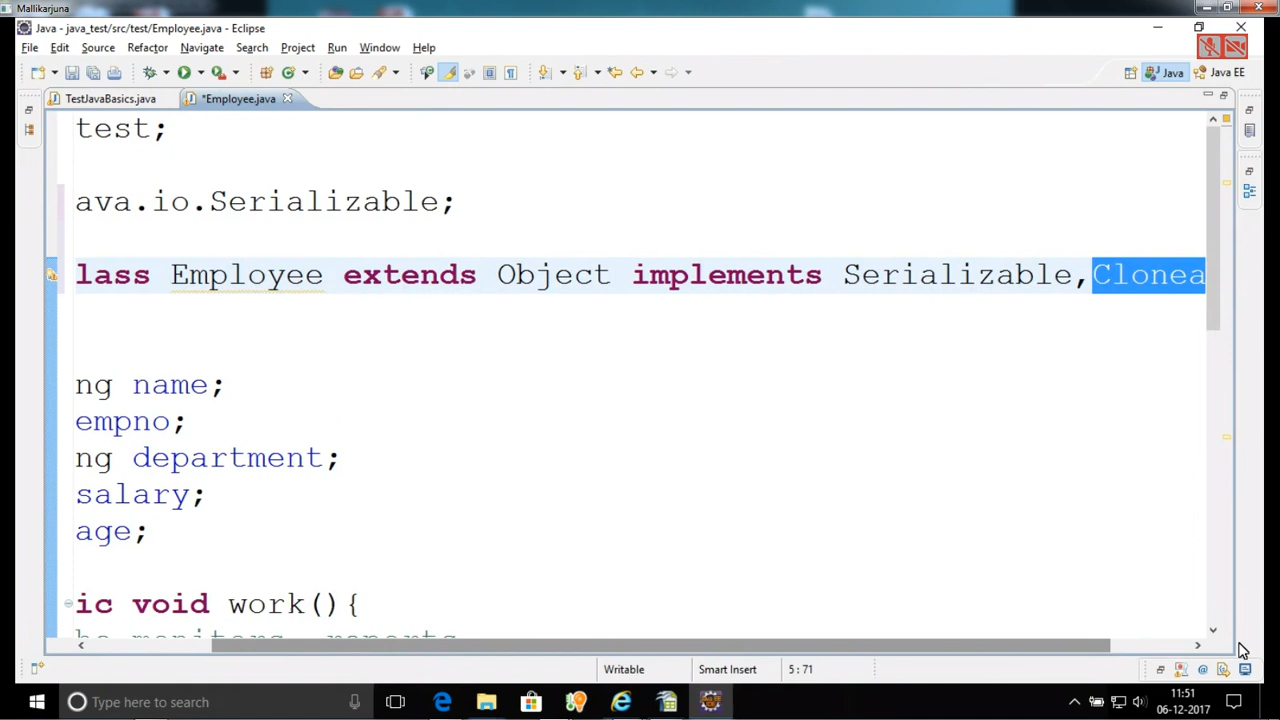 Mallikarjuna
Java - java_test/src/test/Employee.java - Eclipse
File Edit Source Refactor Navigate Search Project Run Window Help
Java Java EE
TestJavaBasics.java *Employee.java
test;
ava.io.Serializable;
lass Employee extends Object implements Serializable,Clonea
ng name;
empno;
ng department;
salary;
age;
ic void work(){
Writable Smart Insert 5 : 71
Type here to search
11:51
06-12-2017